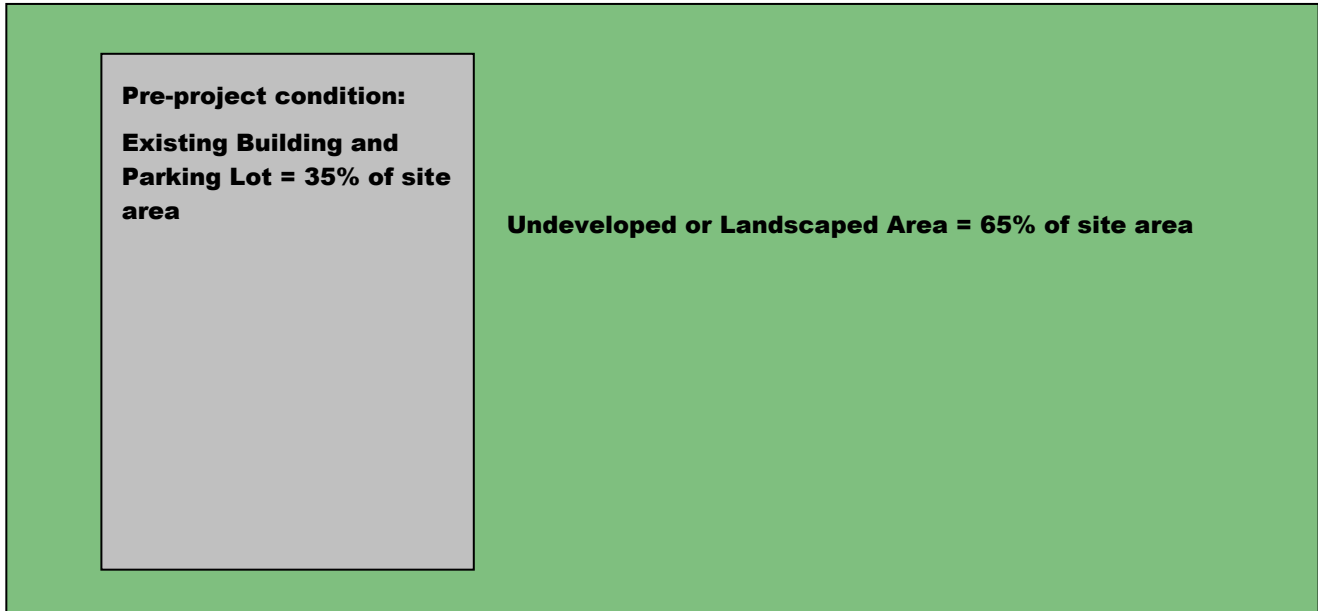 Pre-project condition:
Existing Building and
Parking Lot = 35% of site
area
Undeveloped or Landscaped Area = 65% of site area